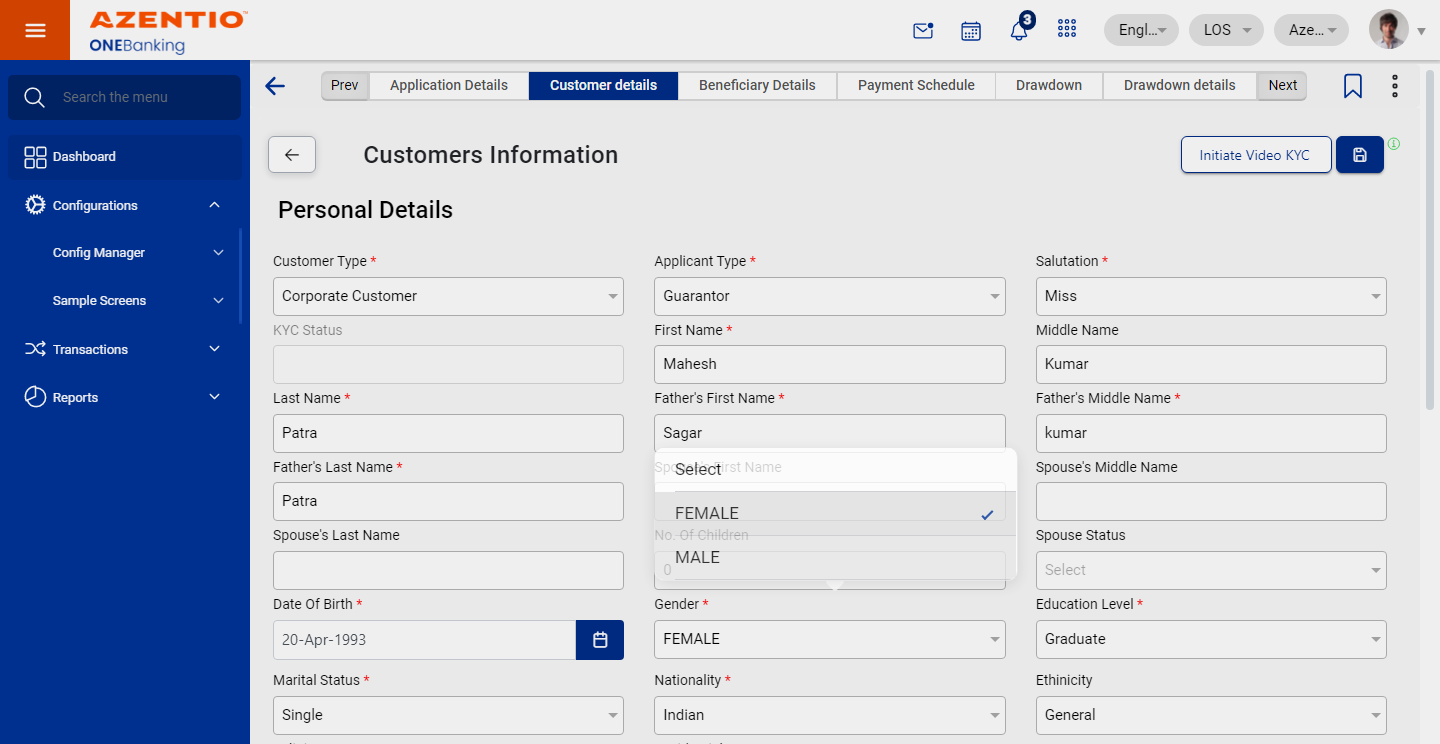 AZENTIO™
ONEBanking
3
Engl...
LOS
Aze...
Search the menu
Dashboard
Configurations
Config Manager
Sample Screens
Transactions
Reports
Prev
Application Details
Customer details
Beneficiary Details
Payment Schedule
Drawdown
Drawdown details
Next
Customers Information
Initiate Video KYC
Personal Details
Customer Type *
Applicant Type *
Salutation *
Corporate Customer
Guarantor
Miss
KYC Status
First Name *
Middle Name
Mahesh
Kumar
Last Name *
Father's First Name *
Father's Middle Name *
Patra
Sagar
kumar
Father's Last Name *
Spouse's First Name
Select
Spouse's Middle Name
Patra
FEMALE
Spouse's Last Name
No. Of Children
Spouse Status
MALE
0
Select
Date Of Birth *
Gender *
Education Level *
20-Apr-1993
FEMALE
Graduate
Marital Status *
Nationality *
Ethinicity
Single
Indian
General